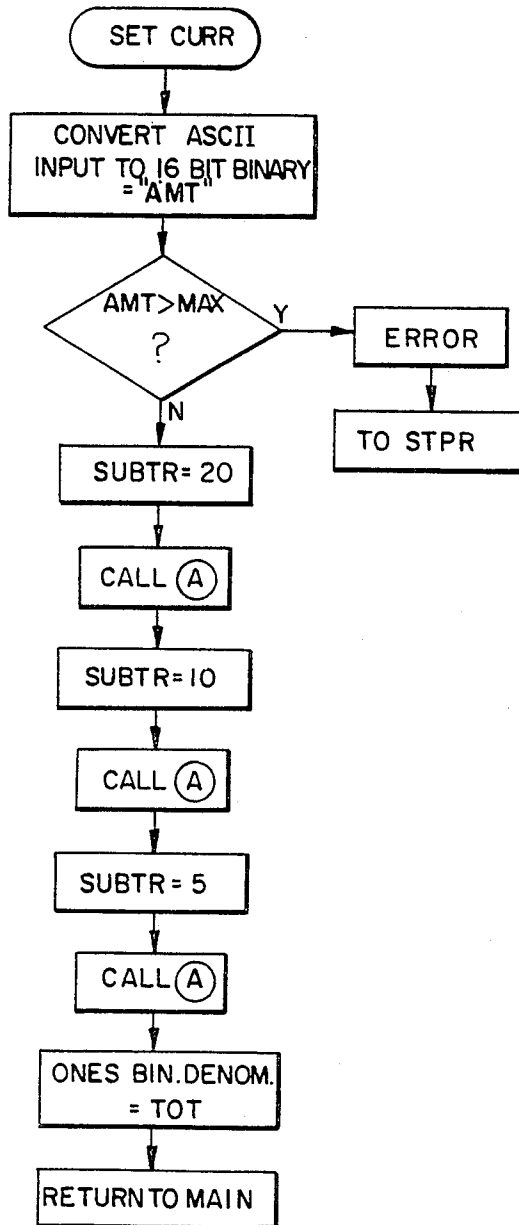 SET CURR
CONVERT ASCII
INPUT TO 16 BIT BINARY
="AMT"
AMT>MAX
?
Y
ERROR
TO STPR
N
SUBTR=20
CALL A
SUBTR=10
CALL A
SUBTR=5
CALL A
ONES BIN.DENOM.
= TOT
RETURN TO MAIN